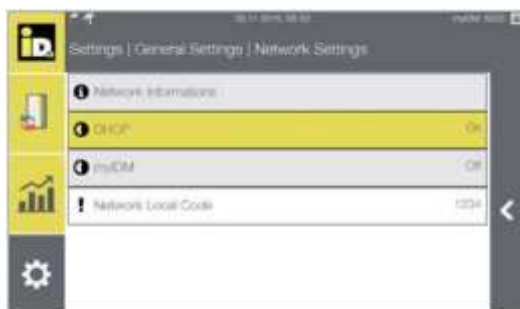 iD.
Settings | General Settings | Network Settings
Network Informations
DHCP On
myIDM Off
Network Local Code 1234